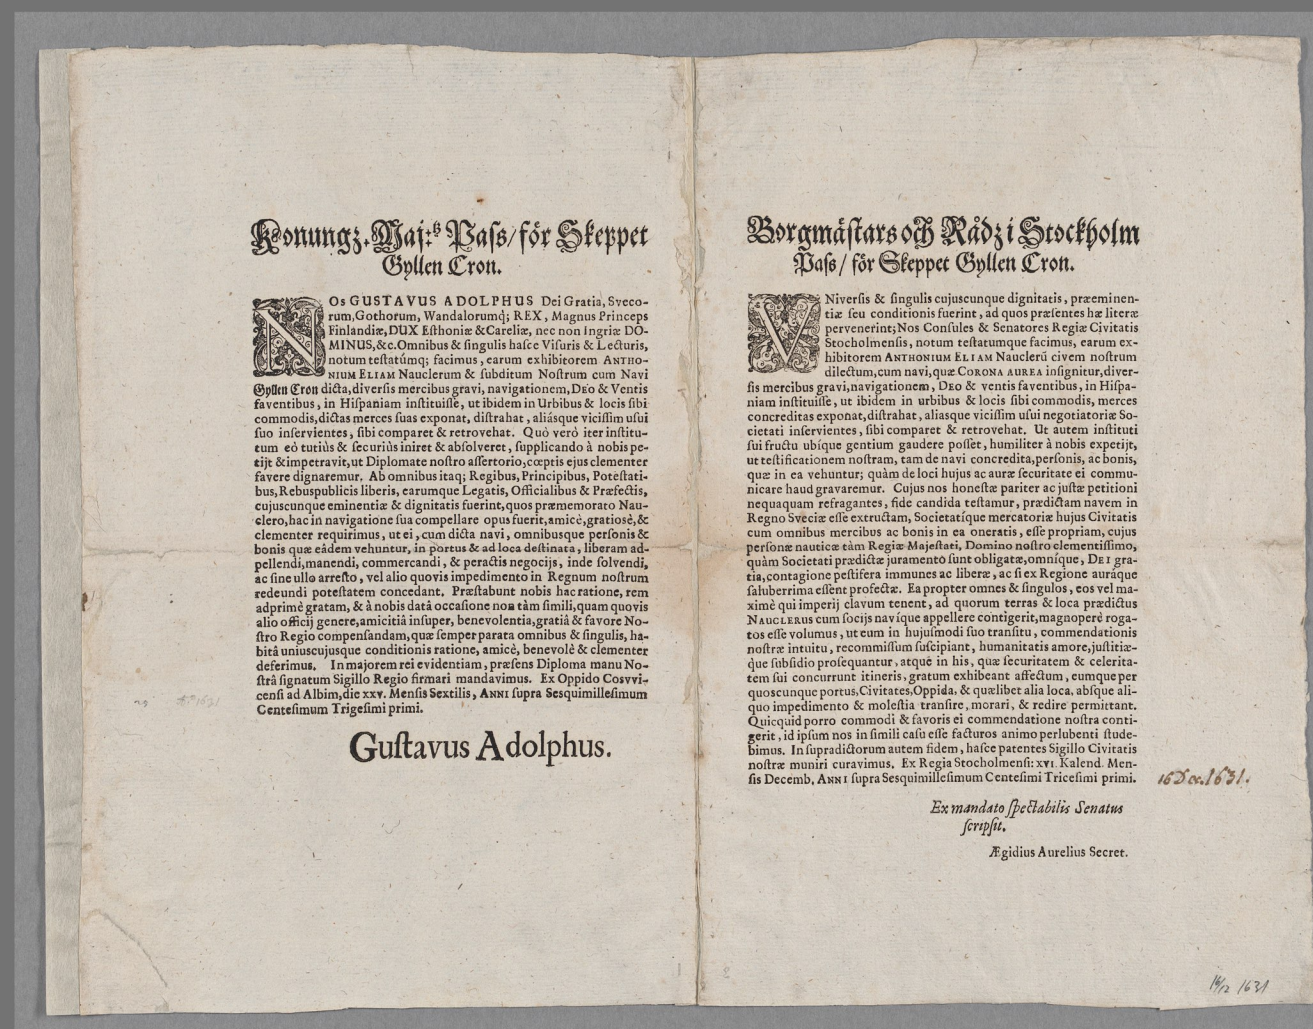 Konungz. Maj:tz Paſs/ för Skeppet
Gyllen Cron.
NOs GUSTAVUS ADOLPHUS Dei Gratia, Sveco-
rum, Gothorum, Wandalorumq́; REX, Magnus Princeps
Finlandiæ, DUX Eſthoniæ & Careliæ, nec non Ingriæ DO-
MINUS, &c. Omnibus & ſingulis haſce Viſuris & Lecturis,
notum teſtatúmq; facimus, earum exhibitorem ANTHO-
NIUM ELIAM Nauclerum & ſubditum Noſtrum cum Navi
Gyllen Cron dicta, diverſis mercibus gravi, navigationem, DEO & Ventis
faventibus, in Hiſpaniam inſtituiſſe, ut ibidem in Urbibus & locis ſibi
commodis, dictas merces ſuas exponat, diſtrahat, aliásque viciſſim uſui
ſuo inſervientes, ſibi comparet & retrovehat. Quò verò iter inſtitu-
tum eò tutiùs & ſecuriùs iniret & abſolveret, ſupplicando à nobis pe-
tijt & impetravit, ut Diplomate noſtro aſſertorio, cœptis ejus clementer
favere dignaremur. Ab omnibus itaq; Regibus, Principibus, Poteſtati-
bus, Rebuspublicis liberis, earumque Legatis, Officialibus & Præfectis,
cujuscunque eminentiæ & dignitatis fuerint, quos præmemorato Nau-
clero, hac in navigatione ſua compellare opus fuerit, amicè, gratiosè, &
clementer requirimus, ut ei, cum dicta navi, omnibusque perſonis &
bonis quæ eâdem vehuntur, in portus & ad loca deſtinata, liberam ad-
pellendi, manendi, commercandi, & peractis negocijs, inde ſolvendi,
ac ſine ullo arreſto, vel alio quovis impedimento in Regnum noſtrum
redeundi poteſtatem concedant. Præſtabunt nobis hac ratione, rem
adprimè gratam, & à nobis datâ occaſione non tàm ſimili, quam quovis
alio officij genere, amicitiâ inſuper, benevolentia, gratiâ & favore No-
ſtro Regio compenſandam, quæ ſemper parata omnibus & ſingulis, ha-
bitâ uniuscujusque conditionis ratione, amicè, benevolè & clementer
deferimus. In majorem rei evidentiam, præſens Diploma manu No-
ſtrâ ſignatum Sigillo Regio firmari mandavimus. Ex Oppido Cosvvi-
cenſi ad Albim, die XXV. Menſis Sextilis, ANNI ſupra Sesquimilleſimum
Centeſimum Trigeſimi primi.
Guſtavus Adolphus.
Borgmäſtars och Rådz i Stockholm
Paſs/ för Skeppet Gyllen Cron.
VNiverſis & ſingulis cujuscunque dignitatis, præeminen-
tiæ ſeu conditionis fuerint, ad quos præſentes hæ literæ
pervenerint; Nos Conſules & Senatores Regiæ Civitatis
Stocholmenſis, notum teſtatumque facimus, earum ex-
hibitorem ANTHONIUM ELIAM Nauclerũ civem noſtrum
dilectum, cum navi, quæ CORONA AUREA inſignitur, diver-
ſis mercibus gravi, navigationem, DEO & ventis faventibus, in Hiſpa-
niam inſtituiſſe, ut ibidem in urbibus & locis ſibi commodis, merces
concreditas exponat, diſtrahat, aliasque viciſſim uſui negotiatoriæ So-
cietati inſervientes, ſibi comparet & retrovehat. Ut autem inſtituti
ſui fructu ubíque gentium gaudere poſſet, humiliter à nobis expetijt,
ut teſtificationem noſtram, tam de navi concredita, perſonis, ac bonis,
quæ in ea vehuntur; quàm de loci hujus ac auræ ſecuritate ei commu-
nicare haud gravaremur. Cujus nos honeſtæ pariter ac juſtæ petitioni
nequaquam refragantes, fide candida teſtamur, prædictam navem in
Regno Sveciæ eſſe extructam, Societatíque mercatoriæ hujus Civitatis
cum omnibus mercibus ac bonis in ea oneratis, eſſe propriam, cujus
perſonæ nauticæ tàm Regiæ Majeſtati, Domino noſtro clementiſſimo,
quàm Societati prædictæ juramento ſunt obligatæ, omníque, DEI gra-
tia, contagione peſtifera immunes ac liberæ, ac ſi ex Regione auráque
ſaluberrima eſſent profectæ. Ea propter omnes & ſingulos, eos vel ma-
ximè qui imperij clavum tenent, ad quorum terras & loca prædictus
NAUCLERUS cum ſocijs navíque appellere contigerit, magnoperè roga-
tos eſſe volumus, ut eum in hujuſmodi ſuo tranſitu, commendationis
noſtræ intuitu, recommiſſum ſuſcipiant, humanitatis amore, juſtitiæ-
q̀ue ſubſidio proſequantur, atque in his, quæ ſecuritatem & celerita-
tem ſui concurrunt itineris, gratum exhibeant affectum, eumque per
quoscunque portus, Civitates, Oppida, & quælibet alia loca, abſque ali-
quo impedimento & moleſtia tranſire, morari, & redire permittant.
Quicquid porro commodi & favoris ei commendatione noſtra conti-
gerit, id ipſum nos in ſimili caſu eſſe facturos animo perlubenti ſtude-
bimus. In ſupradictorum autem fidem, haſce patentes Sigillo Civitatis
noſtræ muniri curavimus. Ex Regia Stocholmenſi: XVI. Kalend. Men-
ſis Decemb. ANNI ſupra Sesquimilleſimum Centeſimi Triceſimi primi.
16 Dec. 1631.
Ex mandato ſpectabilis Senatus
ſcripſit.
Ægidius Aurelius Secret.
1
2
16/12 1631